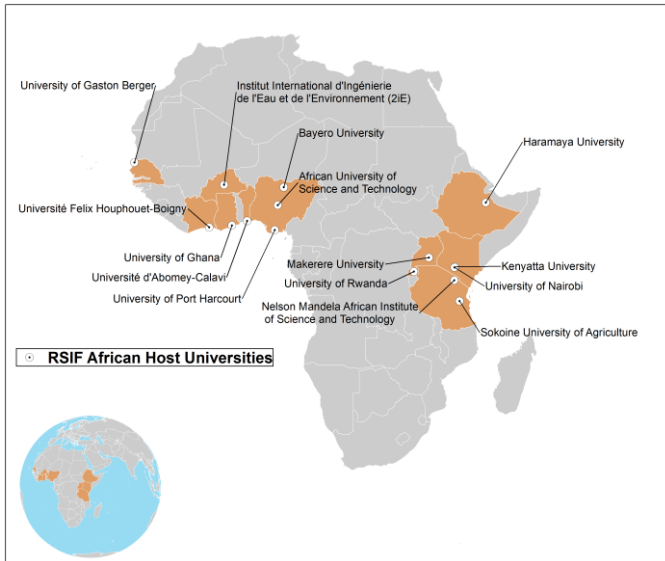 University of Gaston Berger
Institut International d'Ingénierie
de l'Eau et de l'Environnement (2iE)
Bayero University
Haramaya University
African University of
Science and Technology
Université Felix Houphouet-Boigny
University of Ghana
Université d'Abomey-Calavi
University of Port Harcourt
Makerere University
University of Rwanda
Nelson Mandela African Institute
of Science and Technology
Kenyatta University
University of Nairobi
Sokoine University of Agriculture
RSIF African Host Universities